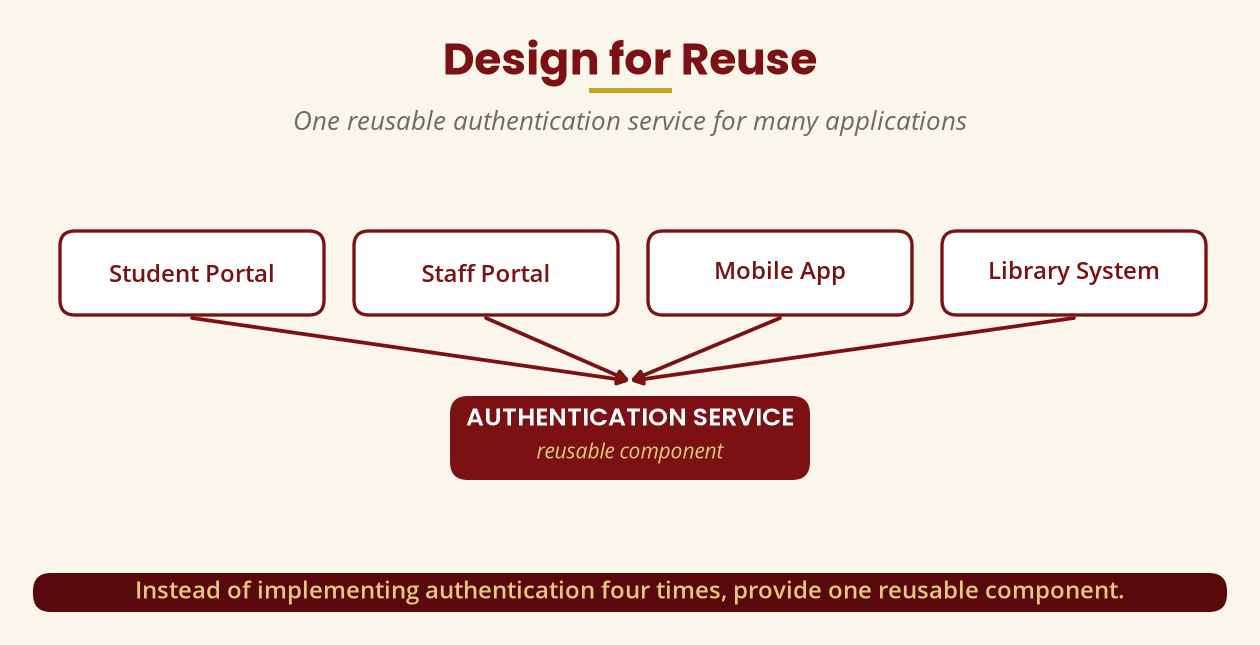 Design for Reuse
One reusable authentication service for many applications
Student Portal
Staff Portal
Mobile App
Library System
AUTHENTICATION SERVICE
reusable component
Instead of implementing authentication four times, provide one reusable component.